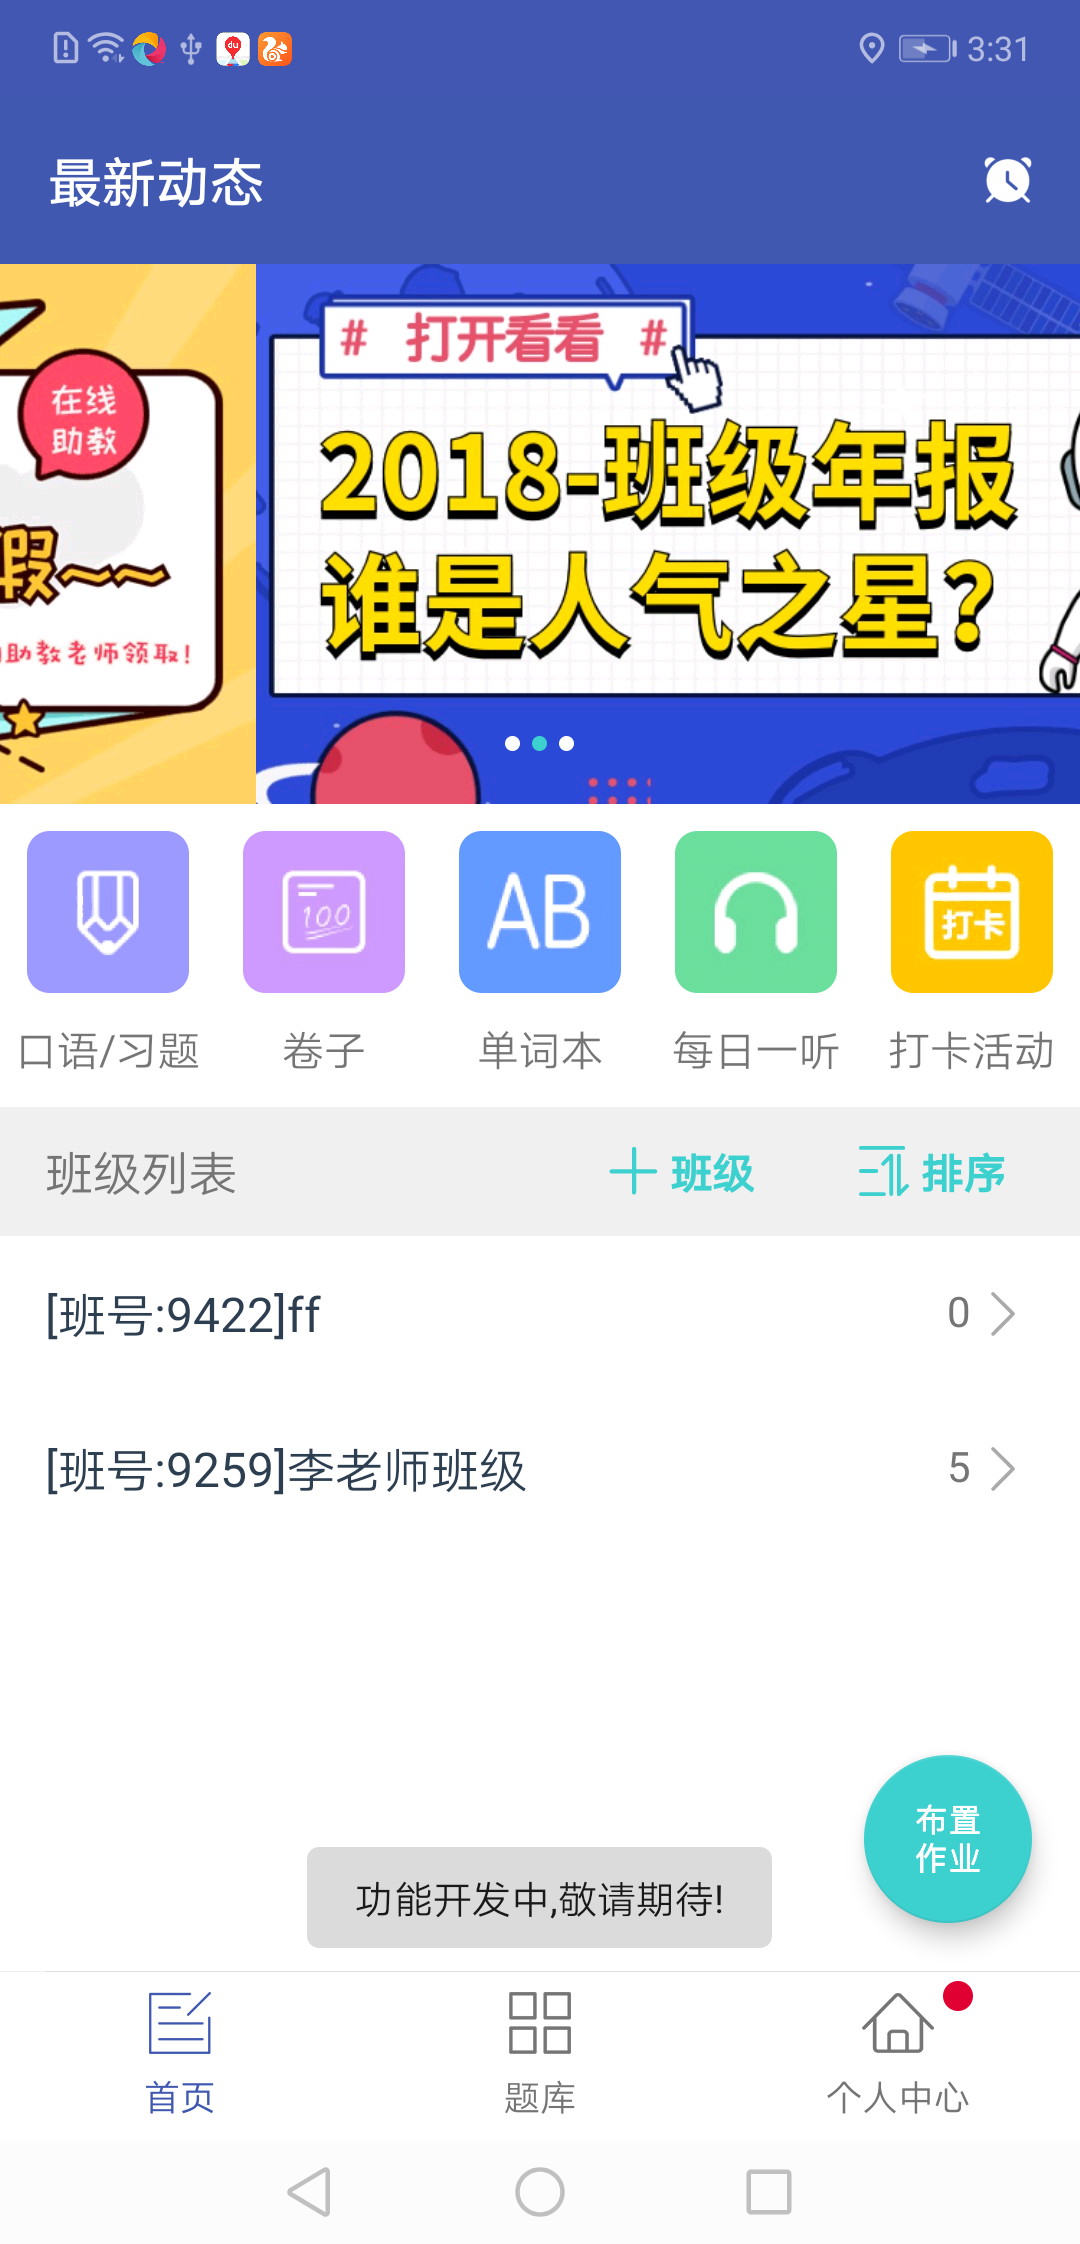 3:31
最新动态
在线
助教
假~~
助教老师领取!
# 打开看看 #
2018-班级年报
谁是人气之星?
100
AB
打卡
口语/习题
卷子
单词本
每日一听
打卡活动
班级列表
班级
排序
[班号:9422]ff
0
[班号:9259]李老师班级
5
布置
作业
功能开发中,敬请期待!
首页
题库
个人中心